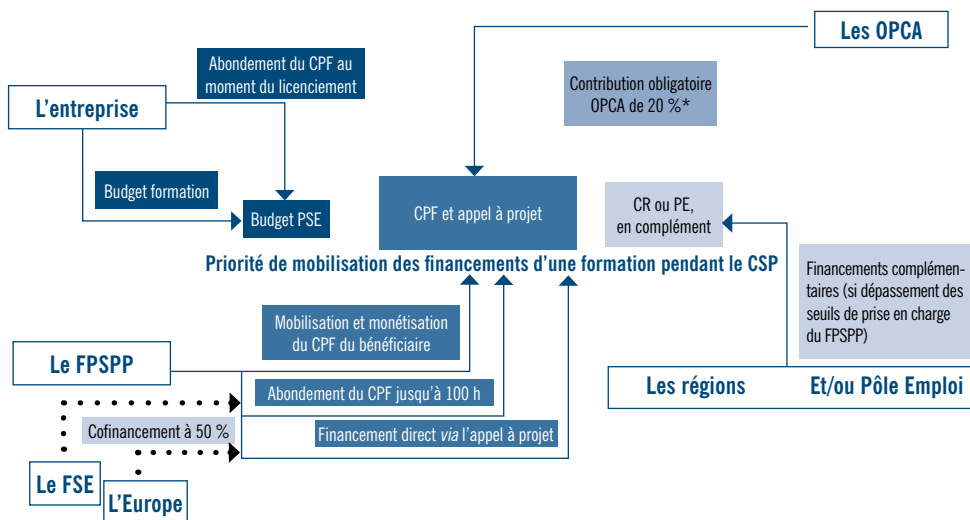 Les OPCA
Abondement du CPF au
moment du licenciement
Contribution obligatoire
OPCA de 20 %*
L’entreprise
Budget formation
Budget PSE
CPF et appel à projet
CR ou PE,
en complément
Priorité de mobilisation des financements d’une formation pendant le CSP
Financements complémen-
taires (si dépassement des
seuils de prise en charge
du FPSPP)
Mobilisation et monétisation
du CPF du bénéficiaire
Le FPSPP
Abondement du CPF jusqu’à 100 h
Les régions Et/ou Pôle Emploi
Cofinancement à 50 %
Financement direct via l’appel à projet
Le FSE
L’Europe